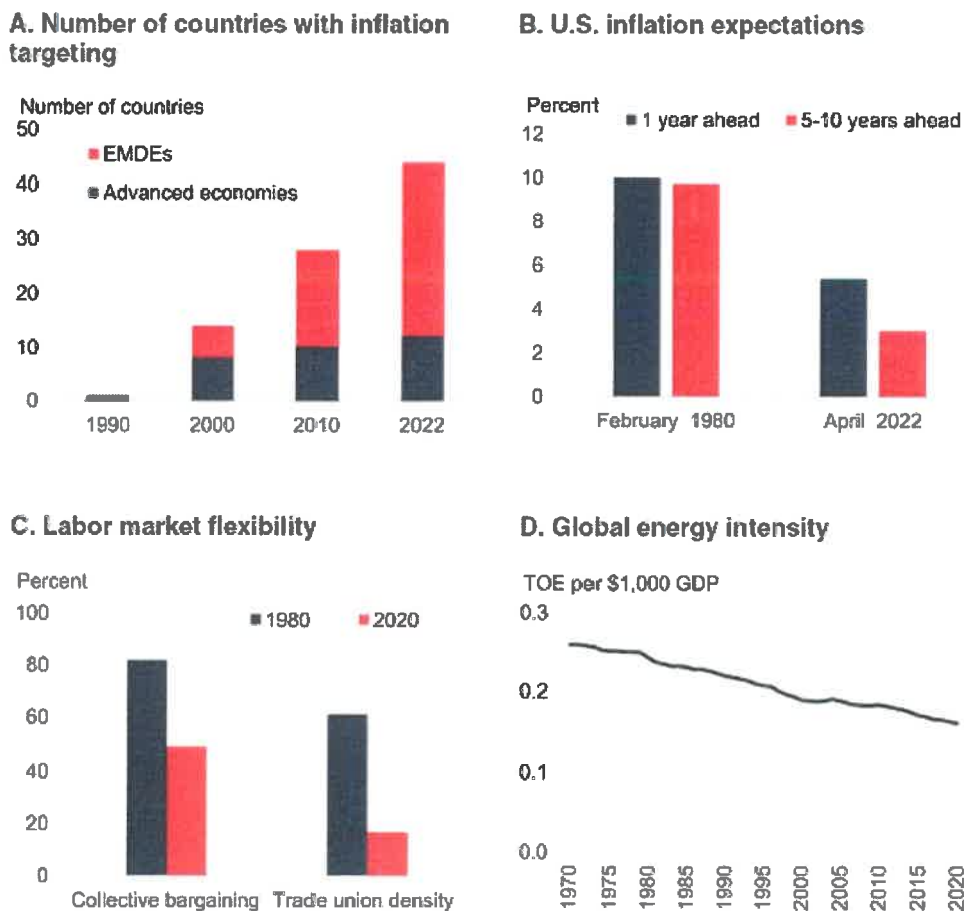 A. Number of countries with inflation
targeting
Number of countries
50
EMDEs
40
Advanced economies
30
20
10
0
1990 2000 2010 2022
B. U.S. inflation expectations
Percent
1 year ahead 5-10 years ahead
12
10
8
6
4
2
0
February 1980 April 2022
C. Labor market flexibility
Percent
100
1980 2020
80
60
40
20
0
Collective bargaining Trade union density
D. Global energy intensity
TOE per $1,000 GDP
0.3
0.2
0.1
0.0
1970 1975 1980 1985 1990 1995 2000 2005 2010 2015 2020